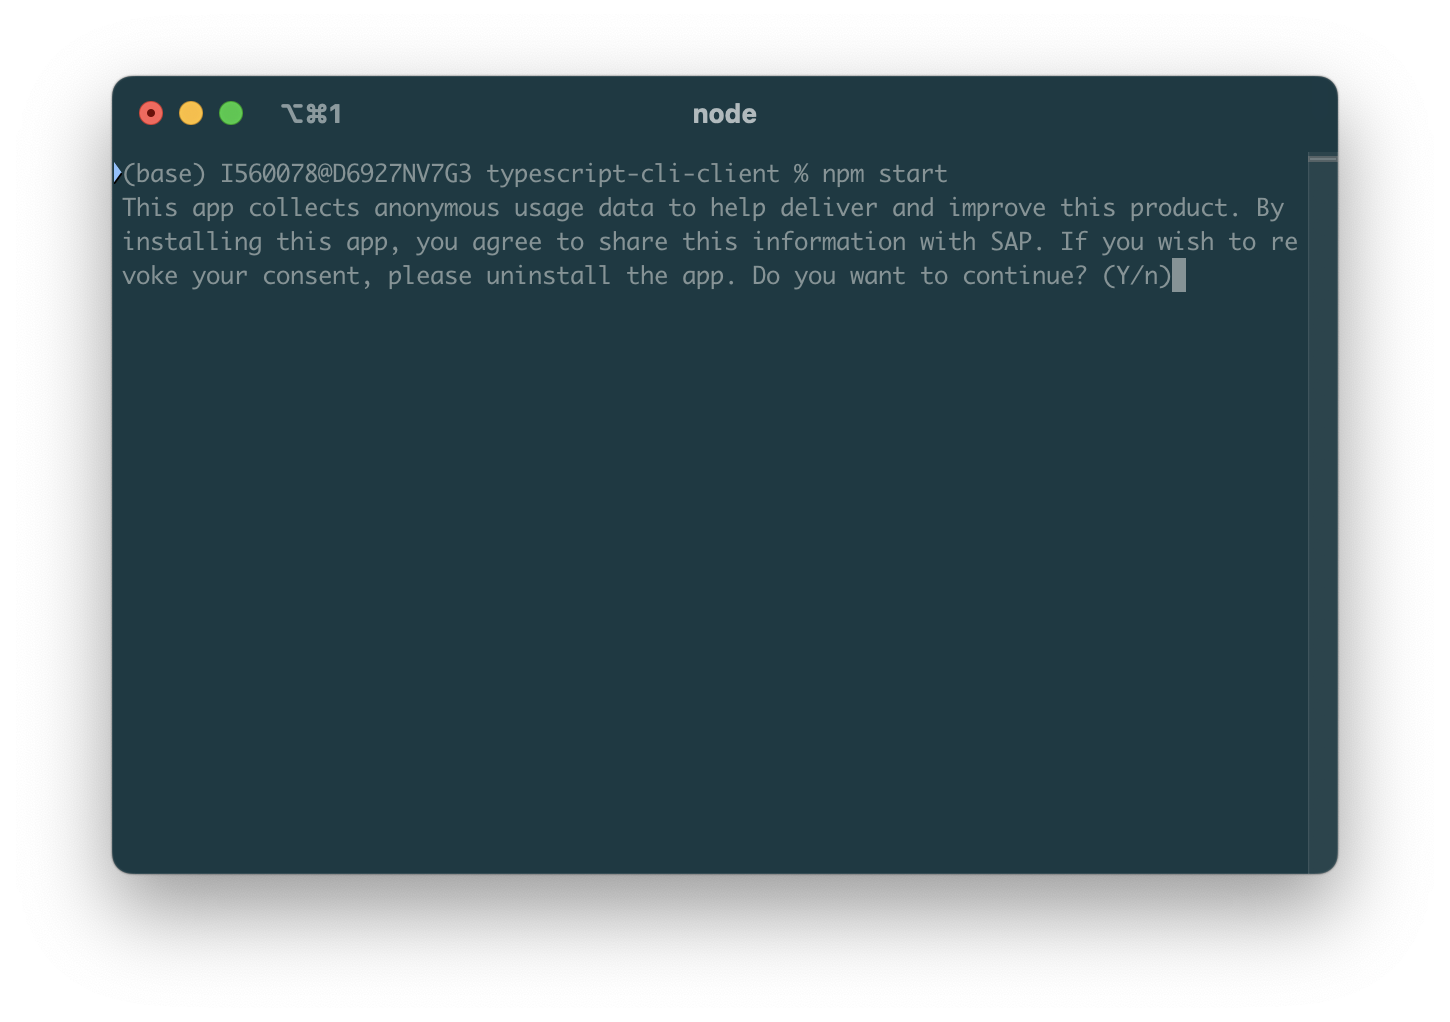 ⌥⌘1
node
(base) I560078@D6927NV7G3 typescript-cli-client % npm start
This app collects anonymous usage data to help deliver and improve this product. By
installing this app, you agree to share this information with SAP. If you wish to re
voke your consent, please uninstall the app. Do you want to continue? (Y/n)